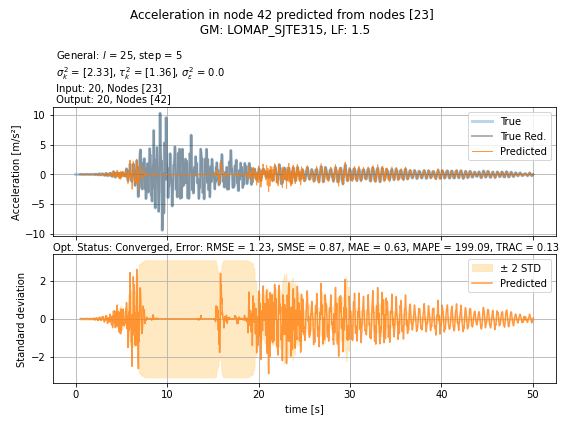 Acceleration in node 42 predicted from nodes [23]
GM: LOMAP_SJTE315, LF: 1.5
General: l = 25, step = 5
σ²ₖ = [2.33], τ²ₖ = [1.36], σ²ε = 0.0
Input: 20, Nodes [23]
Output: 20, Nodes [42]
Acceleration [m/s²]
10
5
0
−5
−10
True
True Red.
Predicted
Opt. Status: Converged, Error: RMSE = 1.23, SMSE = 0.87, MAE = 0.63, MAPE = 199.09, TRAC = 0.13
Standard deviation
2
0
−2
± 2 STD
Predicted
0 10 20 30 40 50
time [s]